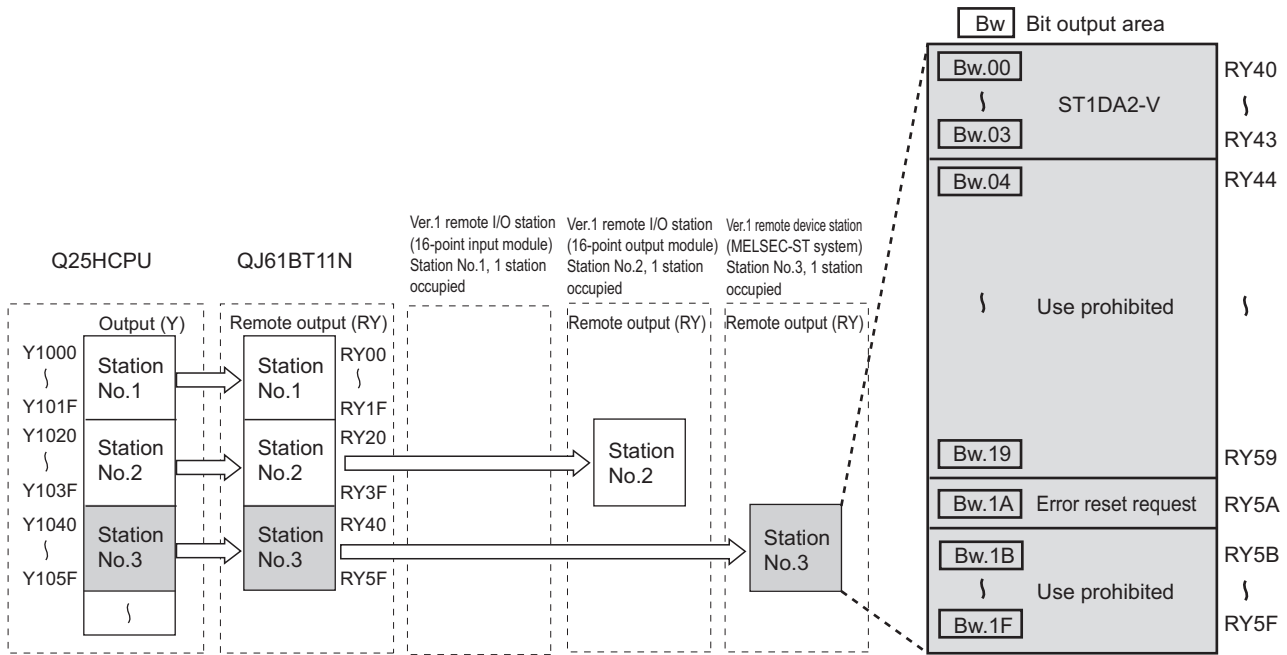 Bw Bit output area
Bw.00 RY40
ST1DA2-V
Bw.03 RY43
Bw.04 RY44
Use prohibited
Bw.19 RY59
Bw.1A Error reset request RY5A
Bw.1B RY5B
Use prohibited
Bw.1F RY5F
Q25HCPU
QJ61BT11N
Ver.1 remote I/O station
(16-point input module)
Station No.1, 1 station
occupied
Ver.1 remote I/O station
(16-point output module)
Station No.2, 1 station
occupied
Ver.1 remote device station
(MELSEC-ST system)
Station No.3, 1 station
occupied
Output (Y)
Y1000
Station
No.1
Y101F
Y1020
Station
No.2
Y103F
Y1040
Station
No.3
Y105F
Remote output (RY)
Station
No.1
RY00
RY1F
Station
No.2
RY20
RY3F
Station
No.3
RY40
RY5F
Remote output (RY)
Station
No.2
Remote output (RY)
Station
No.3